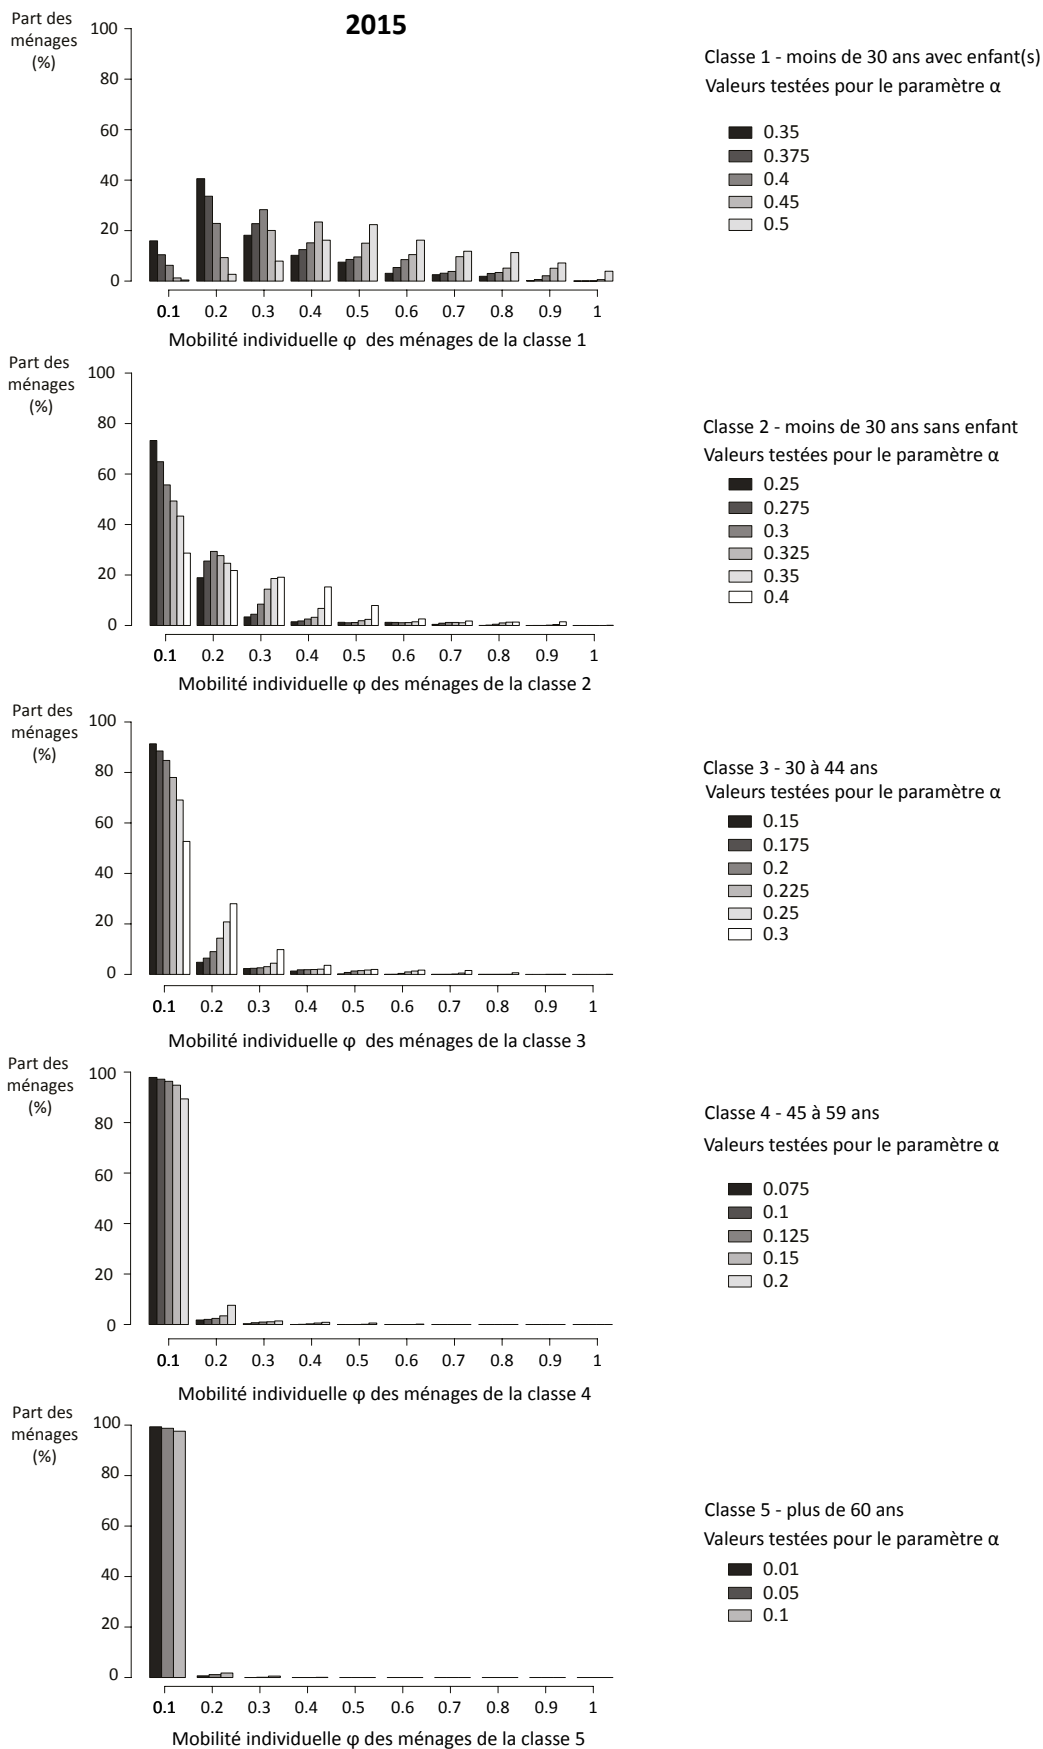 2015
Part des
ménages
(%)
100
80
60
40
20
0
0.1 0.2 0.3 0.4 0.5 0.6 0.7 0.8 0.9 1
Mobilité individuelle φ des ménages de la classe 1
Classe 1 - moins de 30 ans avec enfant(s)
Valeurs testées pour le paramètre α
0.35
0.375
0.4
0.45
0.5
Part des
ménages
(%)
100
80
60
40
20
0
0.1 0.2 0.3 0.4 0.5 0.6 0.7 0.8 0.9 1
Mobilité individuelle φ des ménages de la classe 2
Classe 2 - moins de 30 ans sans enfant
Valeurs testées pour le paramètre α
0.25
0.275
0.3
0.325
0.35
0.4
Part des
ménages
(%)
100
80
60
40
20
0
0.1 0.2 0.3 0.4 0.5 0.6 0.7 0.8 0.9 1
Mobilité individuelle φ des ménages de la classe 3
Classe 3 - 30 à 44 ans
Valeurs testées pour le paramètre α
0.15
0.175
0.2
0.225
0.25
0.3
Part des
ménages
(%)
100
80
60
40
20
0
0.1 0.2 0.3 0.4 0.5 0.6 0.7 0.8 0.9 1
Mobilité individuelle φ des ménages de la classe 4
Classe 4 - 45 à 59 ans
Valeurs testées pour le paramètre α
0.075
0.1
0.125
0.15
0.2
Part des
ménages
(%)
100
80
60
40
20
0
0.1 0.2 0.3 0.4 0.5 0.6 0.7 0.8 0.9 1
Mobilité individuelle φ des ménages de la classe 5
Classe 5 - plus de 60 ans
Valeurs testées pour le paramètre α
0.01
0.05
0.1